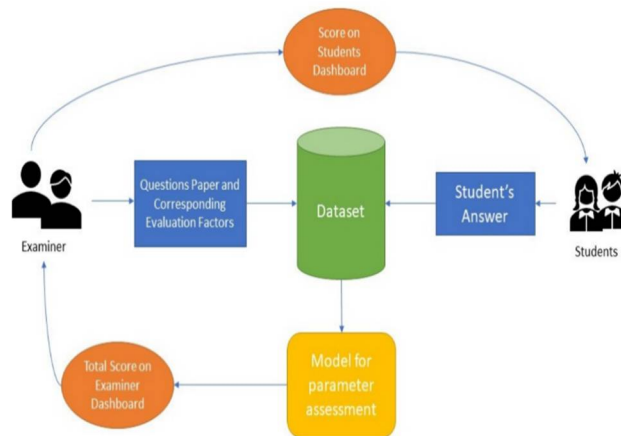 Score on
Students
Dashboard
Questions Paper and
Corresponding
Evaluation Factors
Dataset
Student's
Answer
Examiner
Students
Total Score on
Examiner
Dashboard
Model for
parameter
assessment